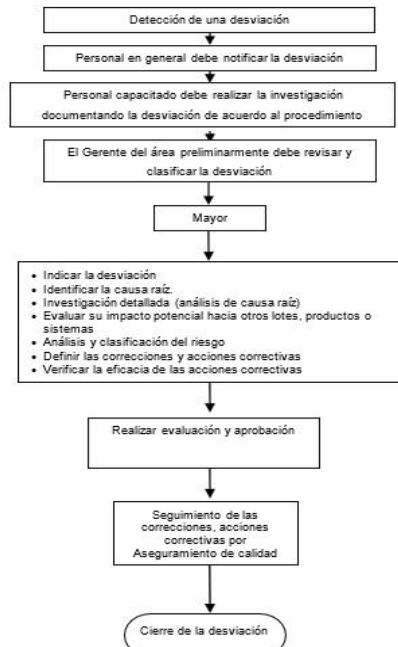 Detección de una desviación
Personal en general debe notificar la desviación
Personal capacitado debe realizar la investigación
documentando la desviación de acuerdo al procedimiento
El Gerente del área preliminarmente debe revisar y
clasificar la desviación
Mayor
• Indicar la desviación
• Identificar la causa raíz.
• Investigación detallada (análisis de causa raíz)
• Evaluar su impacto potencial hacia otros lotes, productos o
sistemas
• Análisis y clasificación del riesgo
• Definir las correcciones y acciones correctivas
• Verificar la eficacia de las acciones correctivas
Realizar evaluación y aprobación
Seguimiento de las
correcciones, acciones
correctivas por
Aseguramiento de calidad
Cierre de la desviación